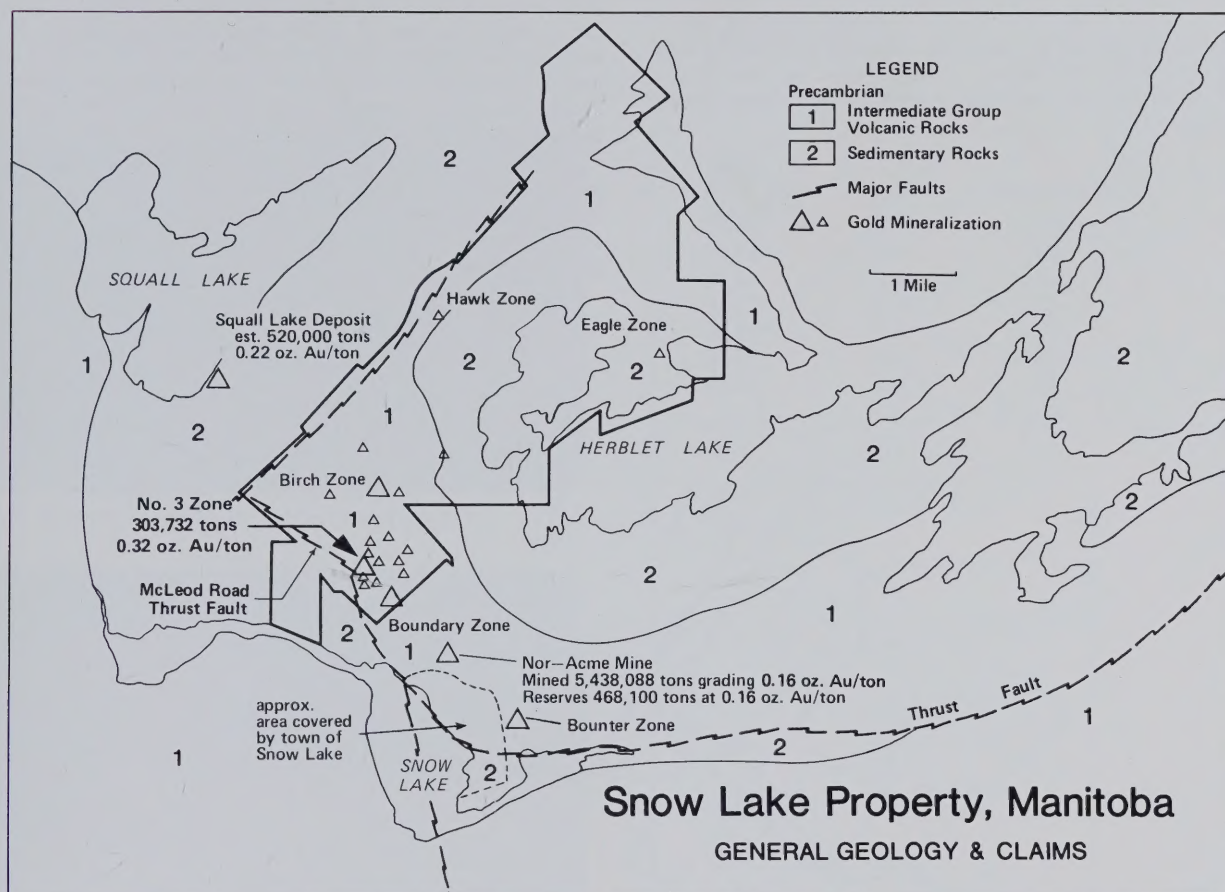 LEGEND
Precambrian
1 Intermediate Group
Volcanic Rocks
2 Sedimentary Rocks
Major Faults
Gold Mineralization
1 Mile
2
1
SQUALL LAKE
Hawk Zone
Squall Lake Deposit
est. 520,000 tons
0.22 oz. Au/ton
Eagle Zone
1
2
1
2
2
2
1
HERBLET LAKE
2
2
Birch Zone
No. 3 Zone
303,732 tons
0.32 oz. Au/ton
1
2
McLeod Road
Thrust Fault
2
1
2
Boundary Zone
1
Nor—Acme Mine
Mined 5,438,088 tons grading 0.16 oz. Au/ton
Reserves 468,100 tons at 0.16 oz. Au/ton
approx.
area covered
by town of
Snow Lake
Bounter Zone
Thrust Fault
1
1
2
SNOW
LAKE
2
Snow Lake Property, Manitoba
GENERAL GEOLOGY & CLAIMS